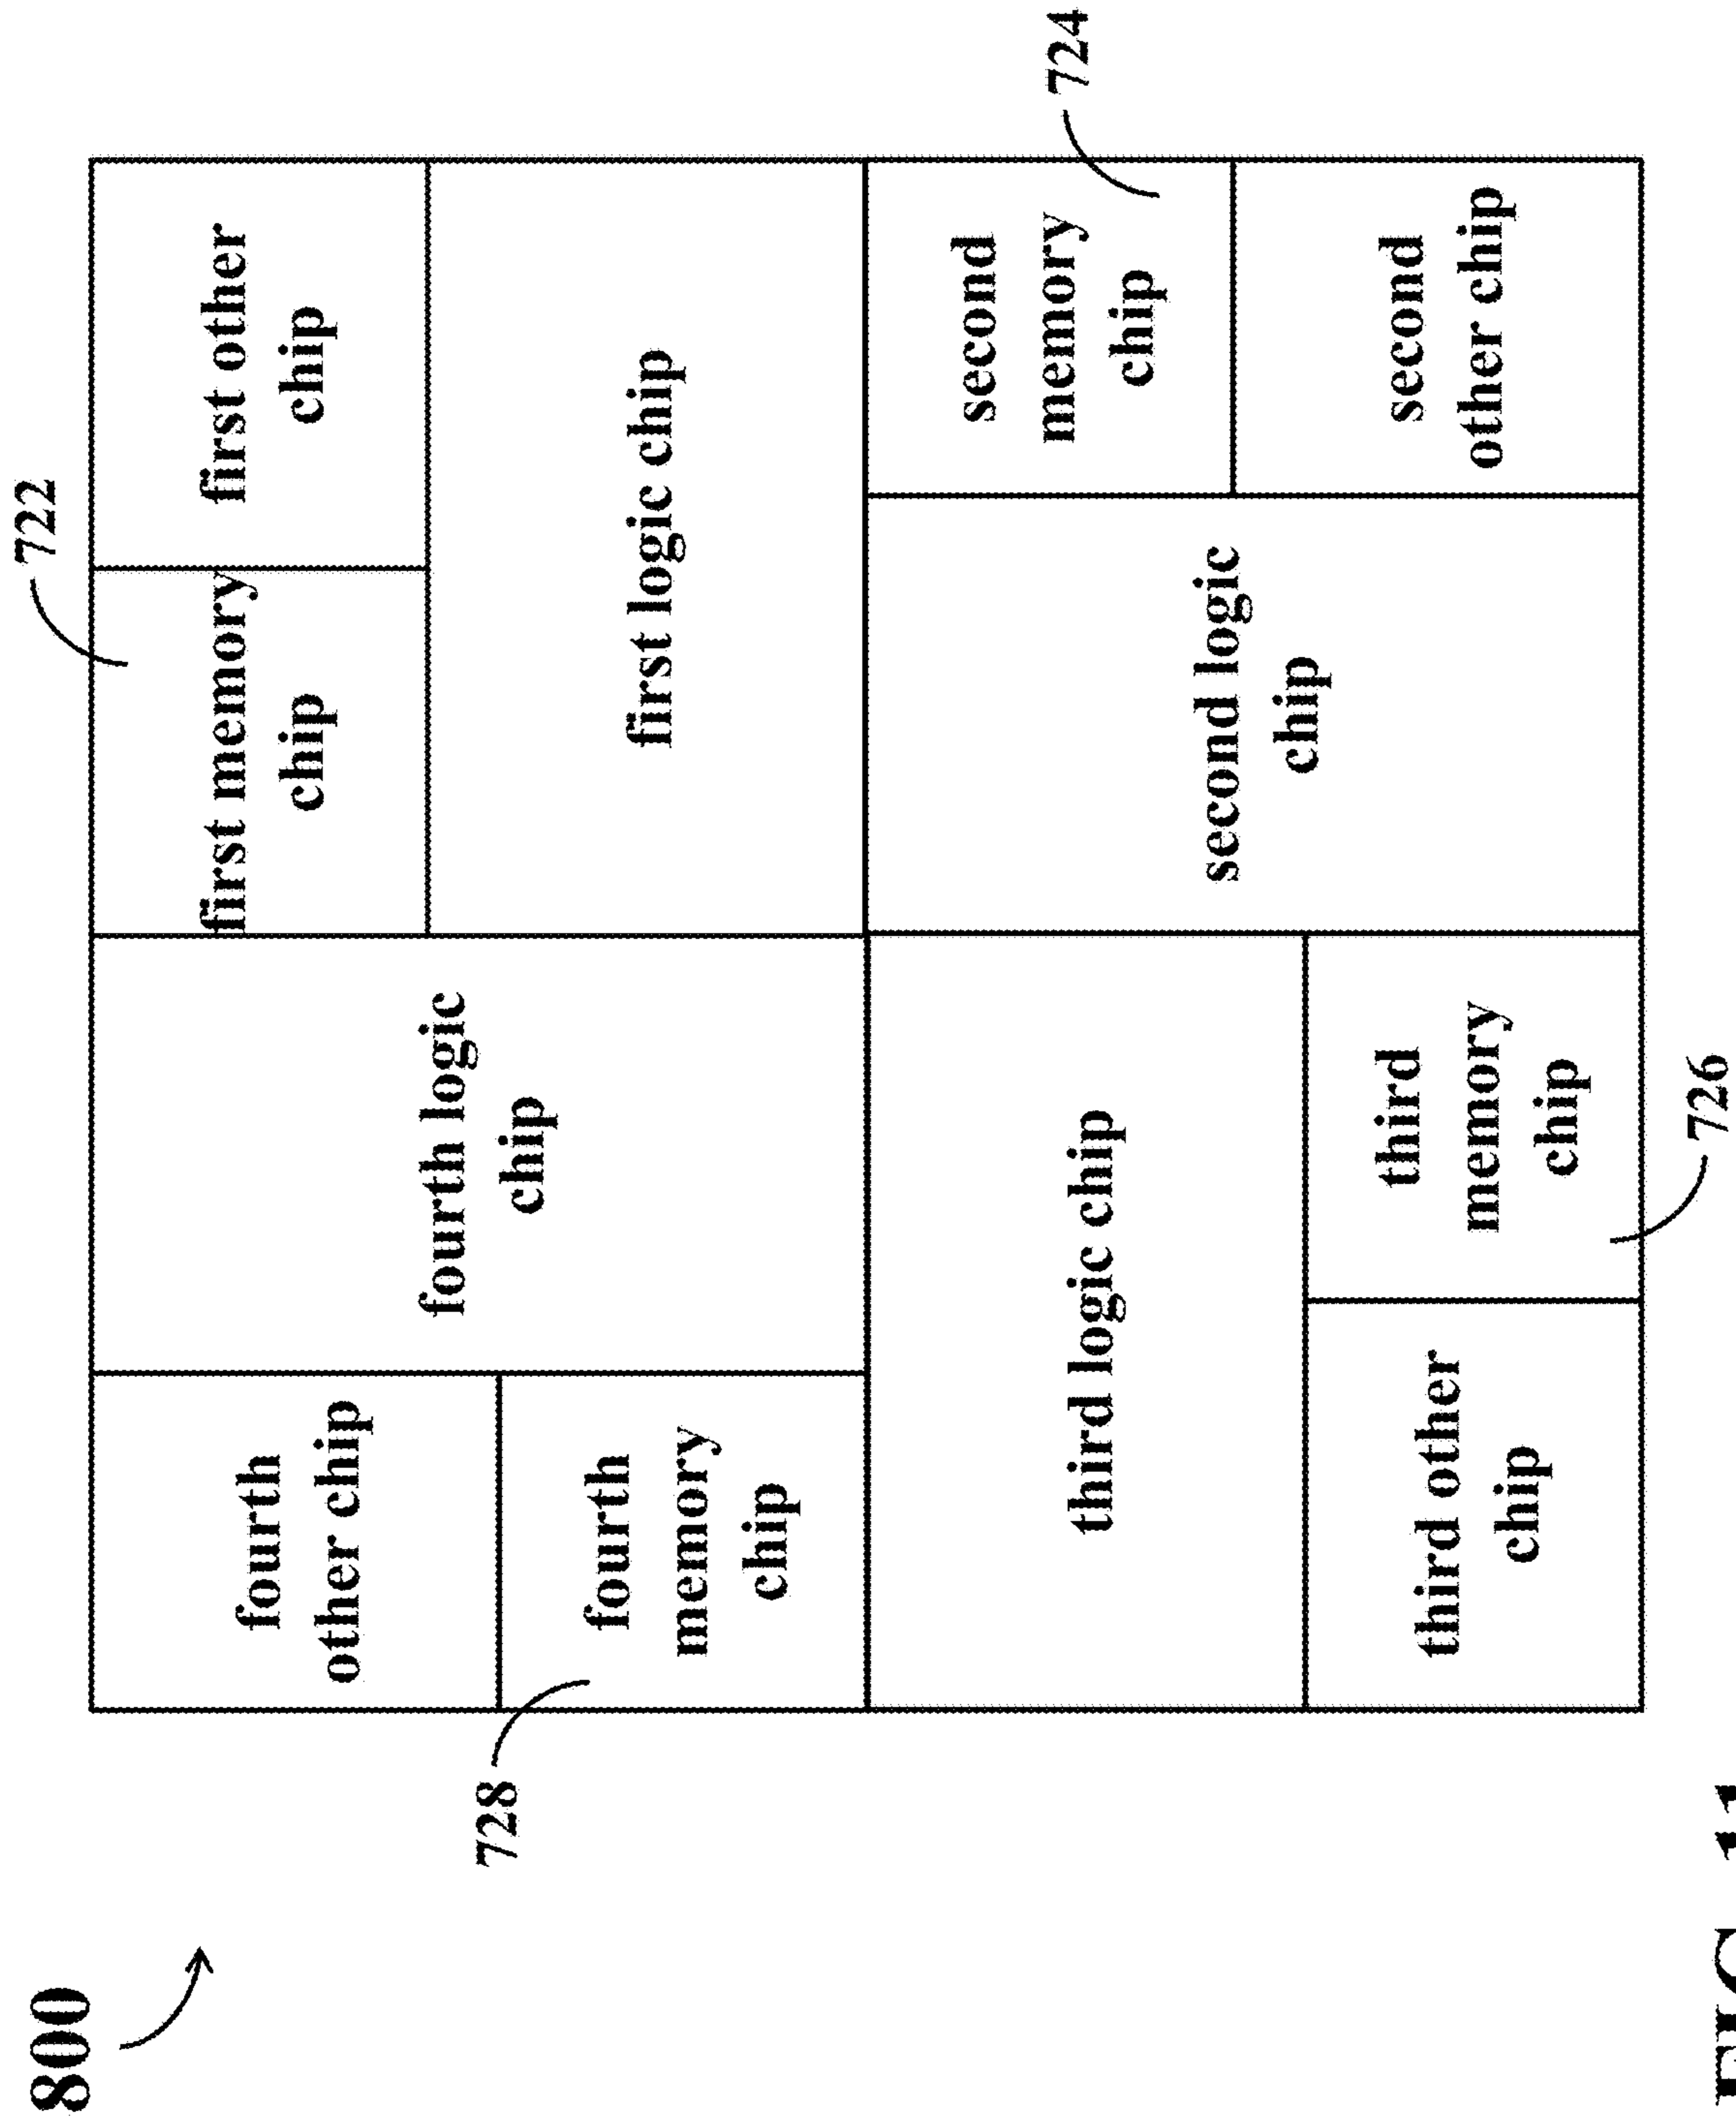 800
722
fourth
other chip
fourth logic
chip
first memory
chip
first other
chip
728
fourth
memory
chip
first logic chip
third logic chip
second logic
chip
second
memory
chip
724
third other
chip
third
memory
chip
second
other chip
726
FIG. 11